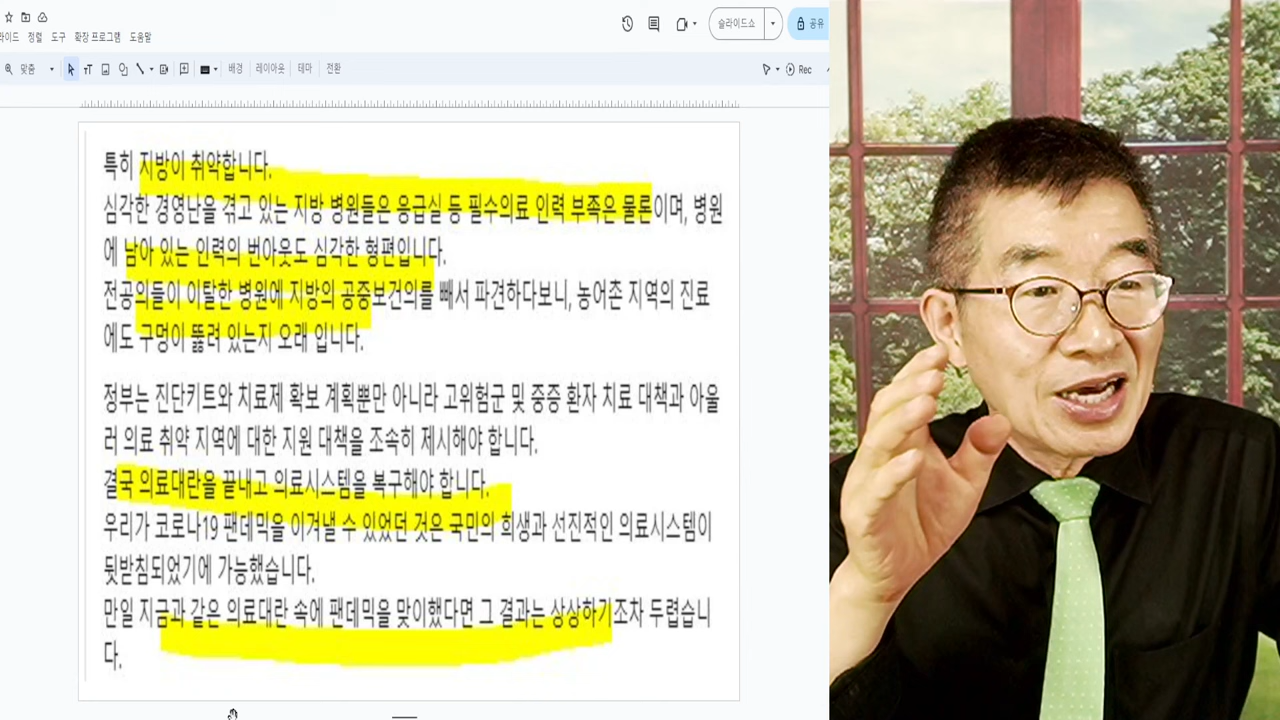 라이드 정렬 도구 확장 프로그램 도움말
슬라이드쇼
공유
맞춤 배경 레이아웃 테마 전환 Rec
특히 지방이 취약합니다.
심각한 경영난을 겪고 있는 지방 병원들은 응급실 등 필수의료 인력 부족은 물론이며, 병원
에 남아 있는 인력의 번아웃도 심각한 형편입니다.
전공의들이 이탈한 병원에 지방의 공중보건의를 빼서 파견하다보니, 농어촌 지역의 진료
에도 구멍이 뚫려 있는지 오래 입니다.
정부는 진단키트와 치료제 확보 계획뿐만 아니라 고위험군 및 중증 환자 치료 대책과 아울
러 의료 취약 지역에 대한 지원 대책을 조속히 제시해야 합니다.
결국 의료대란을 끝내고 의료시스템을 복구해야 합니다.
우리가 코로나19 팬데믹을 이겨낼 수 있었던 것은 국민의 희생과 선진적인 의료시스템이
뒷받침되었기에 가능했습니다.
만일 지금과 같은 의료대란 속에 팬데믹을 맞이했다면 그 결과는 상상하기조차 두렵습니
다.